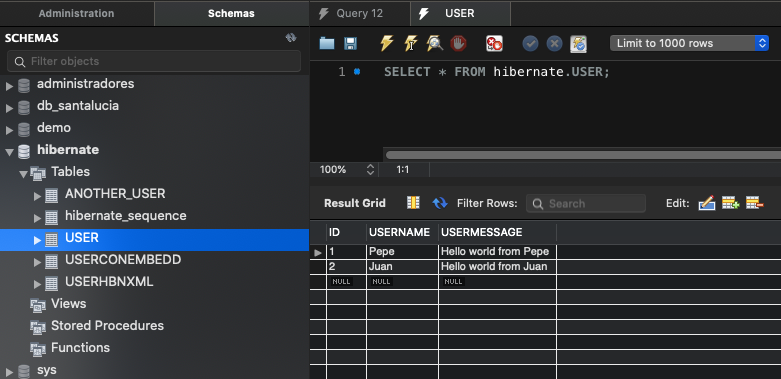 Administration
Schemas
SCHEMAS
Filter objects
administradores
db_santalucia
demo
hibernate
Tables
ANOTHER_USER
hibernate_sequence
USER
USERCONEMBEDD
USERHBNXML
Views
Stored Procedures
Functions
sys
Query 12
USER
Limit to 1000 rows
1 SELECT * FROM hibernate.USER;
100% 1:1
Result Grid Filter Rows: Search Edit:
ID USERNAME USERMESSAGE
1 Pepe Hello world from Pepe
2 Juan Hello world from Juan
NULL NULL NULL